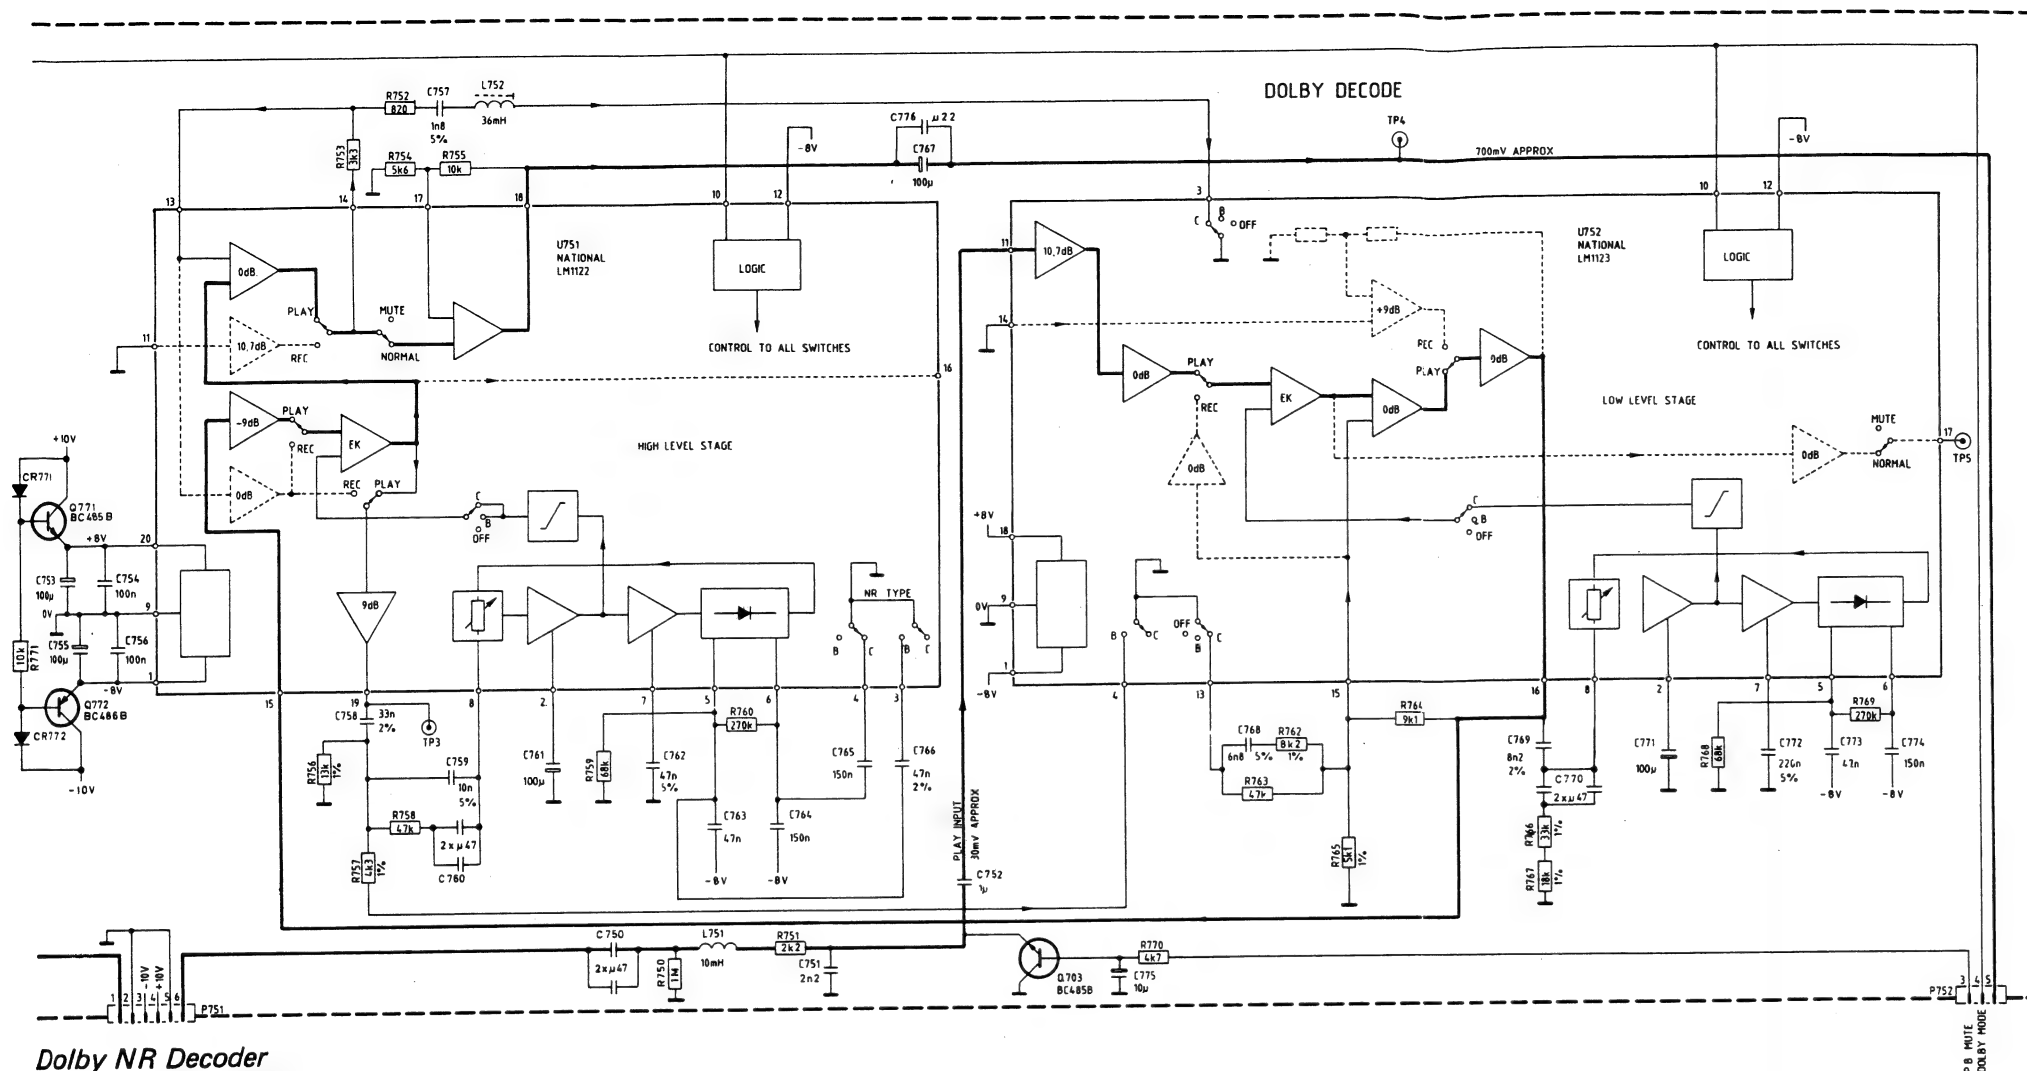 DOLBY DECODE
R752
820
C757
1n8
5%
L752
36mH
R753
3k3
R754
5k6
R755
10k
C776
µ22
C767
100µ
-8V
TP4
700mV APPROX
-8V
13
14
17
18
10
12
3
10
12
U751
NATIONAL
LM1122
LOGIC
CONTROL TO ALL SWITCHES
0dB
PLAY
MUTE
NORMAL
REC
10,7dB
11
16
-9dB
PLAY
REC
EK
HIGH LEVEL STAGE
0dB
REC
PLAY
C
B
OFF
9dB
NR TYPE
B
C
C
+10V
CR771
Q771
BC485B
+8V
20
C753
100µ
C754
100n
0V
9
R771
10k
C755
100µ
C756
100n
-8V
1
Q772
BC486B
CR772
-10V
15
19
8
2
7
5
6
4
3
C758
33n
2%
TP3
R756
13k
1%
C759
10n
5%
R758
47k
2xµ47
C760
R757
4k3
1%
C761
100µ
R759
68k
C762
47n
5%
R760
270k
C763
47n
-8V
C764
150n
-8V
C765
150n
C766
47n
2%
PLAY INPUT
30mV APPROX
C752
1µ
11
10,7dB
C
B
OFF
U752
NATIONAL
LM1123
LOGIC
CONTROL TO ALL SWITCHES
14
+9dB
REC
PLAY
0dB
0dB
PLAY
REC
EK
0dB
0dB
LOW LEVEL STAGE
0dB
MUTE
NORMAL
17
TP5
C
B
OFF
+8V
18
0V
9
-8V
1
B
C
OFF
B
C
4
13
15
16
8
2
7
5
6
C768
6n8
5%
R762
8k2
1%
R763
47k
R764
9k1
R765
5k1
1%
C769
8n2
2%
C770
2xµ47
R766
33k
1%
R767
18k
1%
C771
100µ
R768
68k
C772
220n
5%
R769
270k
C773
47n
-8V
C774
150n
-8V
C750
2xµ47
R750
1M
L751
10mH
R751
2k2
C751
2n2
Q703
BC485B
C775
10µ
R770
4k7
1
2
3
-10V
4
+10V
5
6
P751
P752
3
4
5
PB MUTE
DOLBY MODE
Dolby NR Decoder